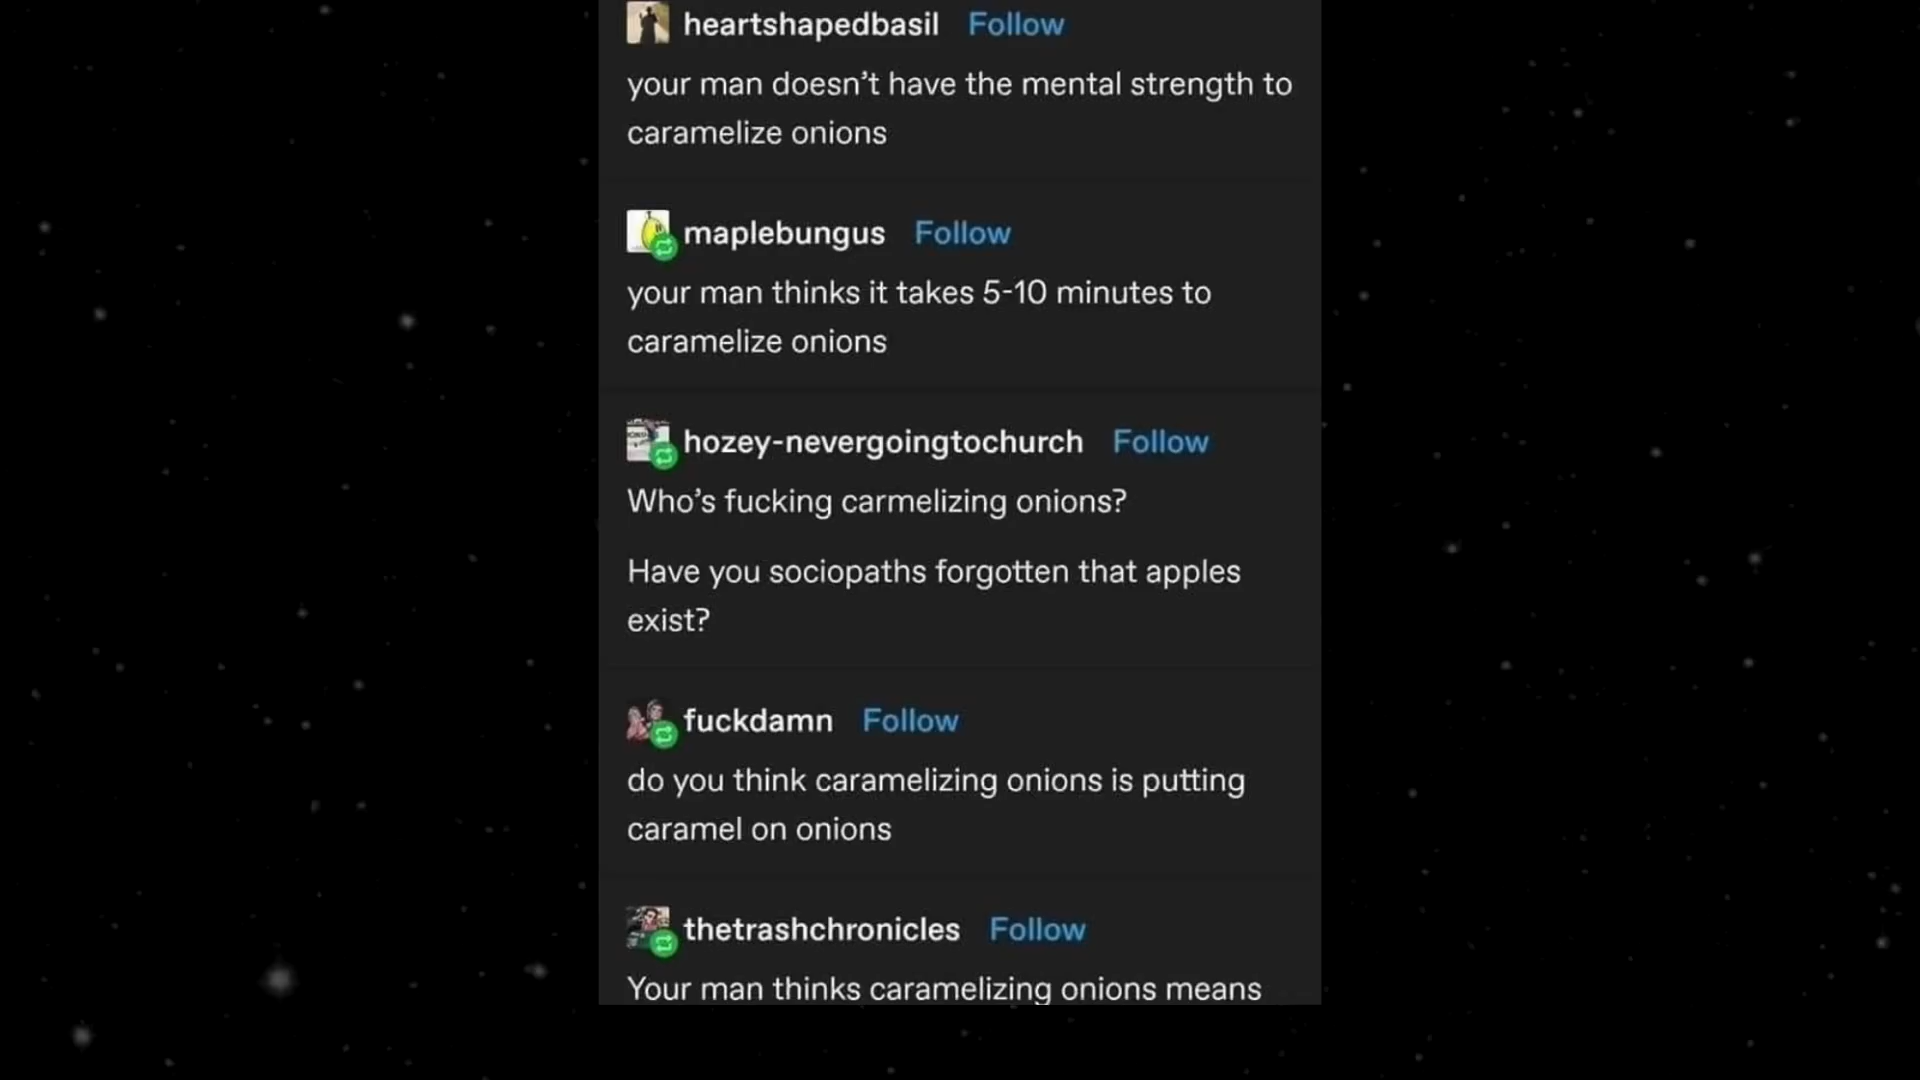 heartshapedbasil Follow
your man doesn’t have the mental strength to
caramelize onions
maplebungus Follow
your man thinks it takes 5-10 minutes to
caramelize onions
hozey-nevergoingtochurch Follow
Who’s fucking carmelizing onions?
Have you sociopaths forgotten that apples
exist?
fuckdamn Follow
do you think caramelizing onions is putting
caramel on onions
thetrashchronicles Follow
Your man thinks caramelizing onions means